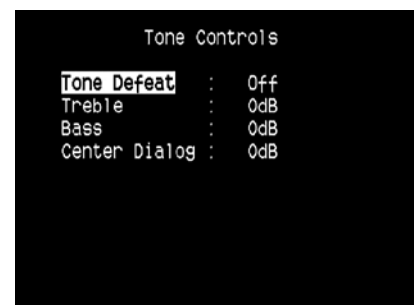 Tone Controls
Tone Defeat : Off
Treble : 0dB
Bass : 0dB
Center Dialog : 0dB